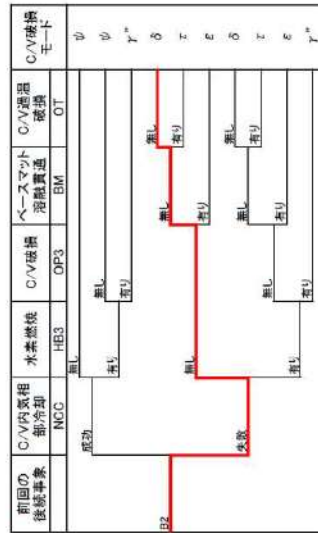 前回の
後続事象
C/V内気相
部冷却
NCC
水素燃焼
HB3
C/V破損
OP3
ベースマット
溶融貫通
BM
C/V過温
破損
OT
C/V破損
モード
B2
成功
失敗
無し
有り
無し
有り
無し
有り
無し
有り
無し
有り
無し
有り
無し
有り
無し
有り
ψ
ψ
γ"
δ
τ
ε
δ
τ
ε
γ"